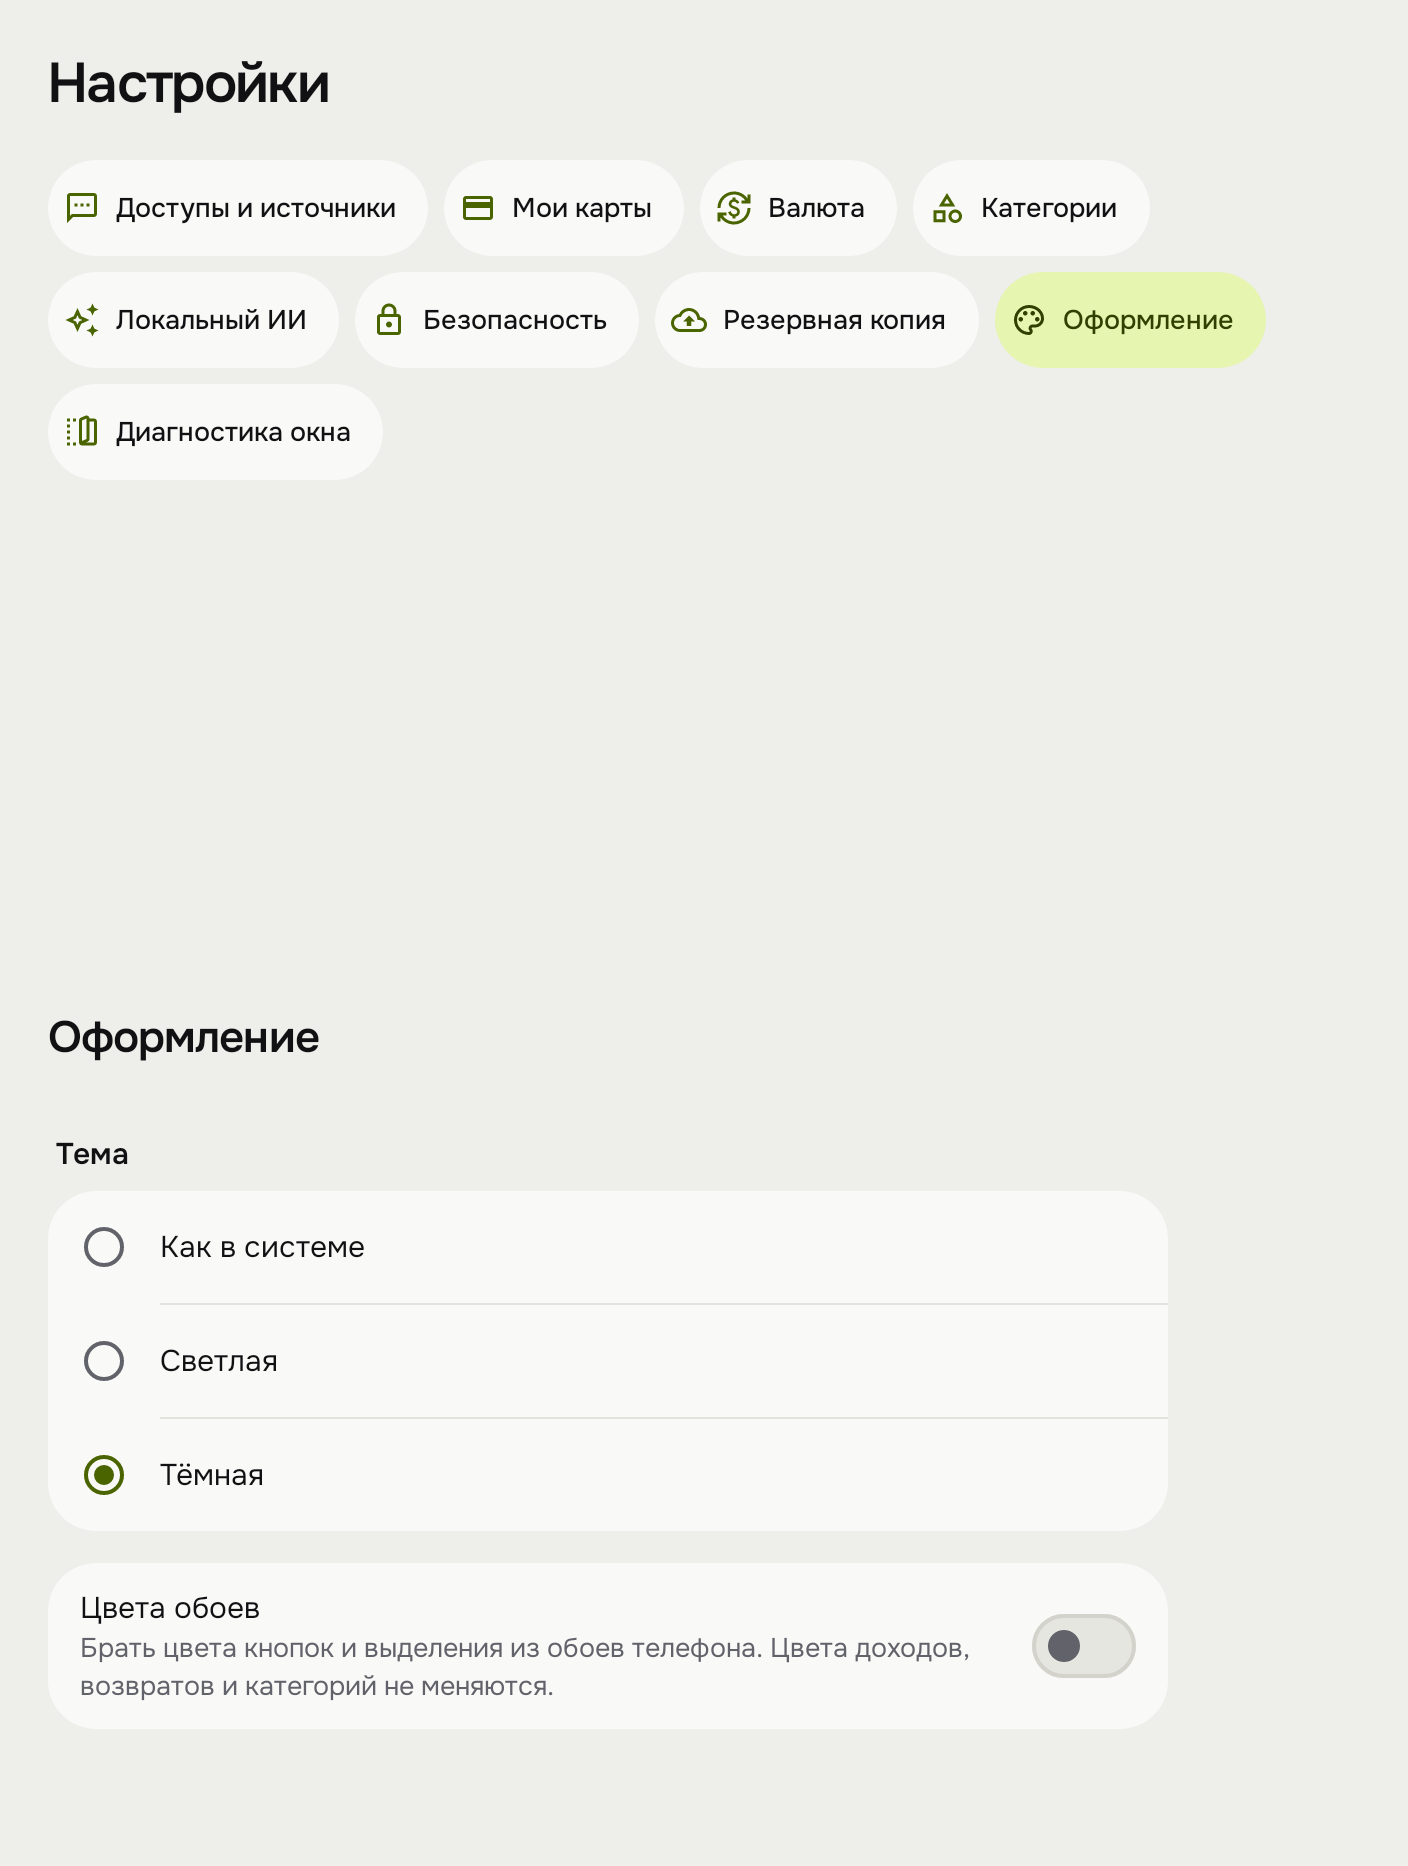 Настройки
Доступы и источники
Мои карты
Валюта
Категории
Локальный ИИ
Безопасность
Резервная копия
Оформление
Диагностика окна
Оформление
Тема
Как в системе
Светлая
Тёмная
Цвета обоев
Брать цвета кнопок и выделения из обоев телефона. Цвета доходов,
возвратов и категорий не меняются.